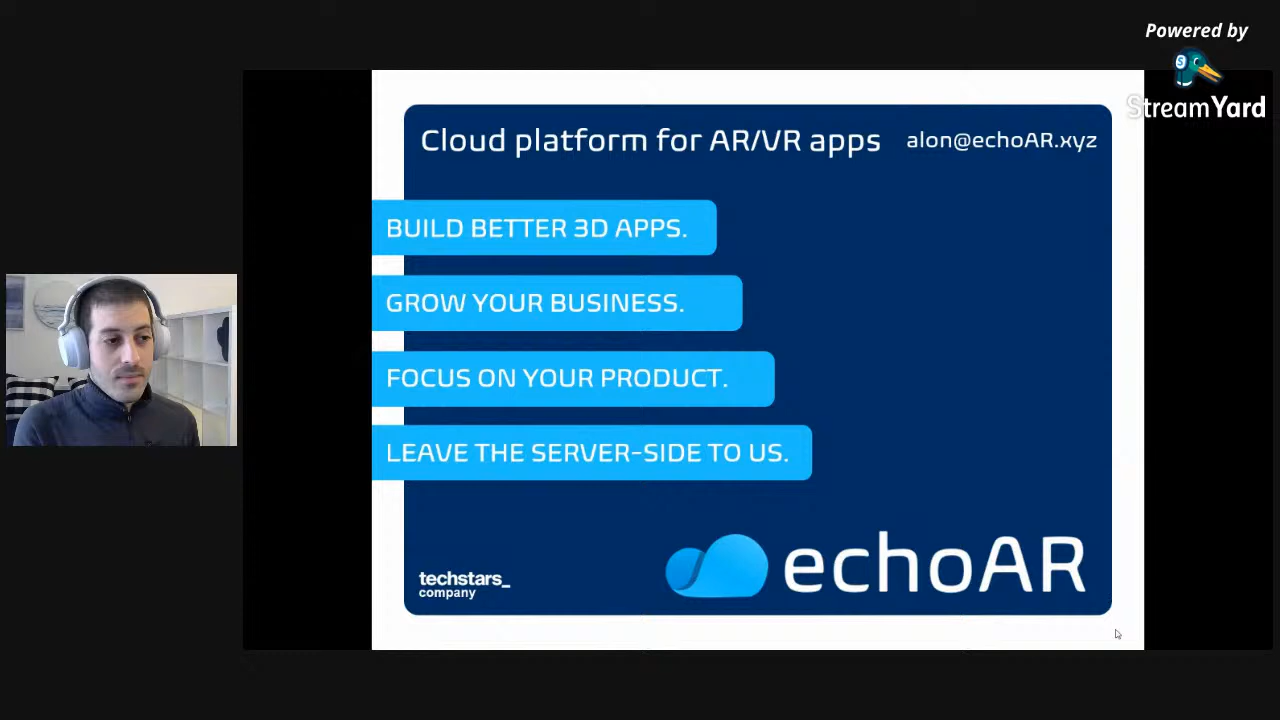 Powered by
StreamYard
Cloud platform for AR/VR apps
alon@echoAR.xyz
BUILD BETTER 3D APPS.
GROW YOUR BUSINESS.
FOCUS ON YOUR PRODUCT.
LEAVE THE SERVER-SIDE TO US.
techstars_
company
echoAR